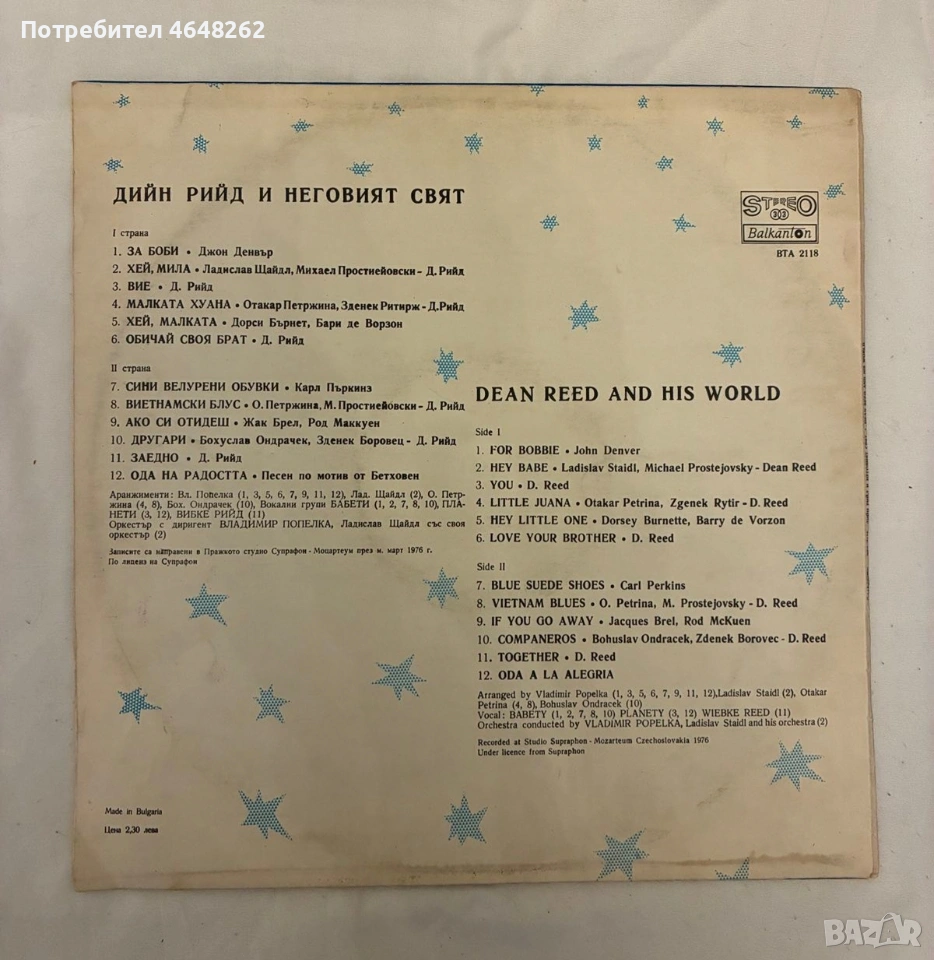 Потребител 4648262
ДИЙН РИЙД И НЕГОВИЯТ СВЯТ
I страна
1. ЗА БОБИ • Джон Денвър
2. ХЕЙ, МИЛА • Ладислав Щайдл, Михаел Простиейовски - Д. Рийд
3. ВИЕ • Д. Рийд
4. МАЛКАТА ХУАНА • Отакар Петржина, Зденек Ритирж - Д.Рийд
5. ХЕЙ, МАЛКАТА • Дорси Бърнет, Бари де Ворзон
6. ОБИЧАЙ СВОЯ БРАТ • Д. Рийд
II страна
7. СИНИ ВЕЛУРЕНИ ОБУВКИ • Карл Пъркинз
8. ВИЕТНАМСКИ БЛУС • О. Петржина, М. Простиейовски - Д. Рийд
9. АКО СИ ОТИДЕШ • Жак Брел, Род Маккуен
10. ДРУГАРИ • Бохуслав Ондрачек, Зденек Боровец - Д. Рийд
11. ЗАЕДНО • Д. Рийд
12. ОДА НА РАДОСТТА • Песен по мотив от Бетховен
Аранжименти: Вл. Попелка (1, 3, 5, 6, 7, 9, 11, 12), Лад. Щайдл (2), О. Петр-
жина (4, 8), Бох. Ондрачек (10), Вокални групи БАБЕТИ (1, 2, 7, 8, 10), ПЛА-
НЕТИ (3, 12), ВИБКЕ РИЙД (11)
Оркестър с диригент ВЛАДИМИР ПОПЕЛКА, Ладислав Щайдл със своя
оркестър (2)
Записите са направени в Пражкото студио Супрафон - Моцартеум през м. март 1976 г.
По лиценз на Супрафон
STEREO
33
Balkanton
BTA 2118
DEAN REED AND HIS WORLD
Side I
1. FOR BOBBIE • John Denver
2. HEY BABE • Ladislav Staidl, Michael Prostejovsky - Dean Reed
3. YOU • D. Reed
4. LITTLE JUANA • Otakar Petrina, Zgenek Rytir - D. Reed
5. HEY LITTLE ONE • Dorsey Burnette, Barry de Vorzon
6. LOVE YOUR BROTHER • D. Reed
Side II
7. BLUE SUEDE SHOES • Carl Perkins
8. VIETNAM BLUES • O. Petrina, M. Prostejovsky - D. Reed
9. IF YOU GO AWAY • Jacques Brel, Rod McKuen
10. COMPANEROS • Bohuslav Ondracek, Zdenek Borovec - D. Reed
11. TOGETHER • D. Reed
12. ODA A LA ALEGRIA
Arranged by Vladimir Popelka (1, 3, 5, 6, 7, 9, 11, 12), Ladislav Staidl (2), Otakar
Petrina (4, 8), Bohuslav Ondracek (10)
Vocal: BABETY (1, 2, 7, 8, 10) PLANETY (3, 12) WIEBKE REED (11)
Orchestra conducted by VLADIMIR POPELKA, Ladislav Staidl and his orchestra (2)
Recorded at Studio Supraphon - Mozarteum Czechoslovakia 1976
Under licence from Supraphon
Made in Bulgaria
Цена 2,30 лева
BAZAR